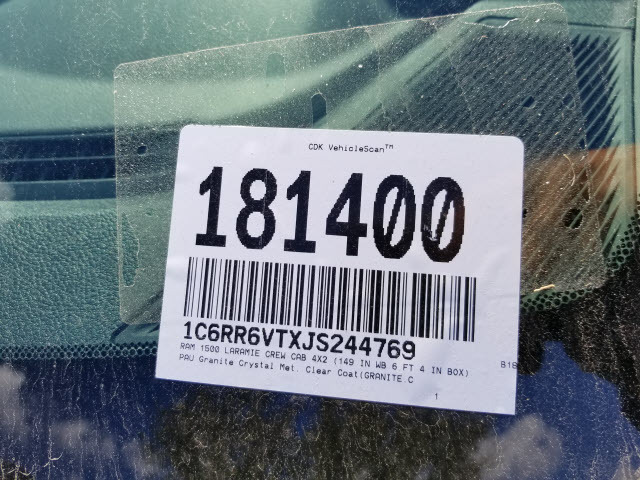 CDK VehicleScan™
181400
1C6RR6VTXJS244769
RAM 1500 LARAMIE CREW CAB 4X2 (149 IN WB 6 FT 4 IN BOX) B18
PAU Granite Crystal Met. Clear Coat(GRANITE C
1